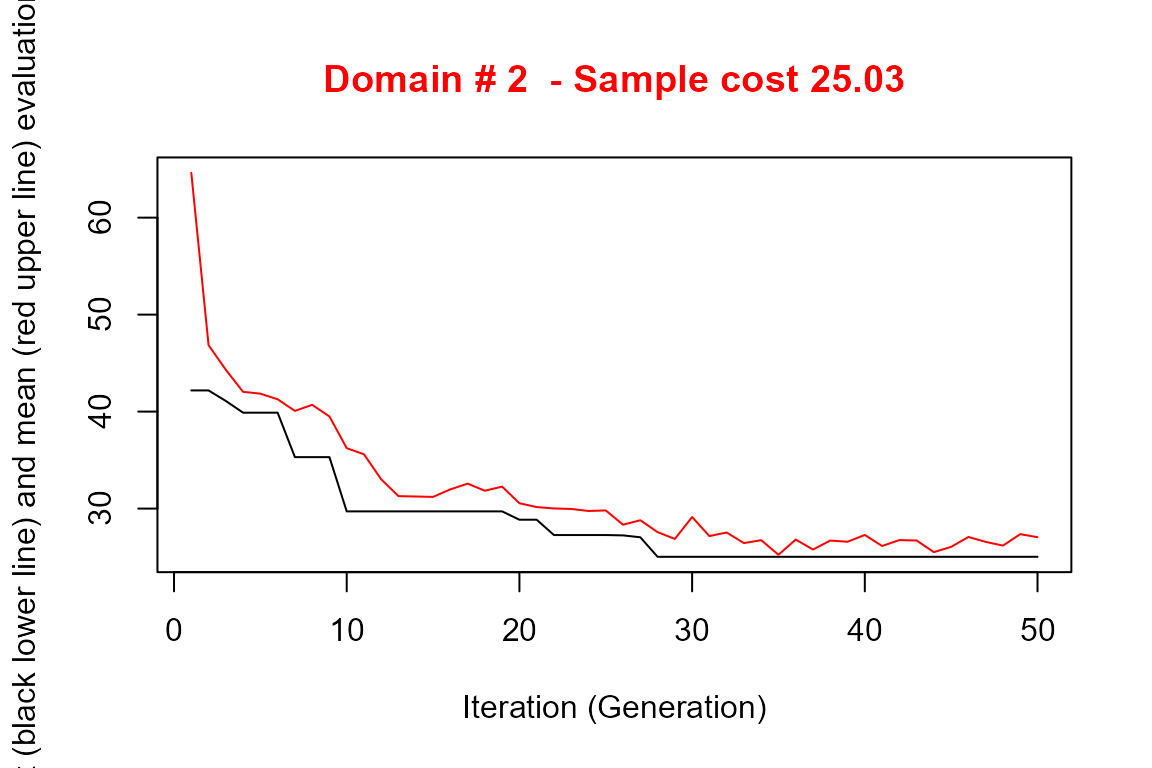 Domain # 2  - Sample cost 25.03
(black lower line) and mean (red upper line) evaluation
60
50
40
30
0 10 20 30 40 50
Iteration (Generation)